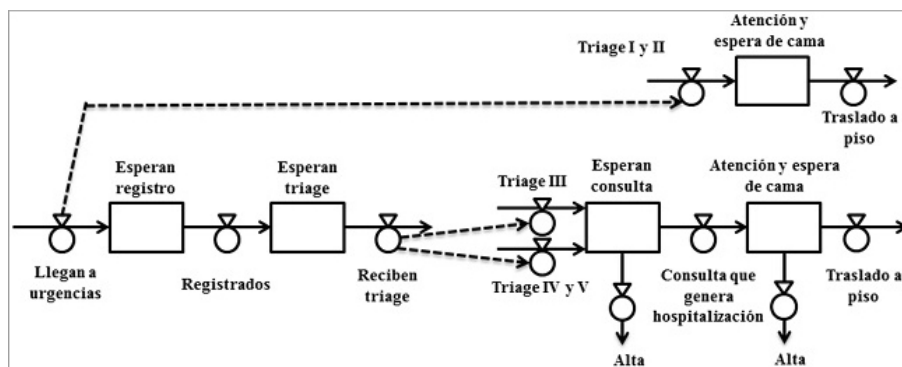 Atención y
espera de cama
Triage I y II
Traslado a
piso
Esperan
registro
Esperan
triage
Triage III
Esperan
consulta
Atención y espera
de cama
Llegan a
urgencias
Registrados
Reciben
triage
Triage IV y V
Consulta que
genera
hospitalización
Traslado a
piso
Alta
Alta